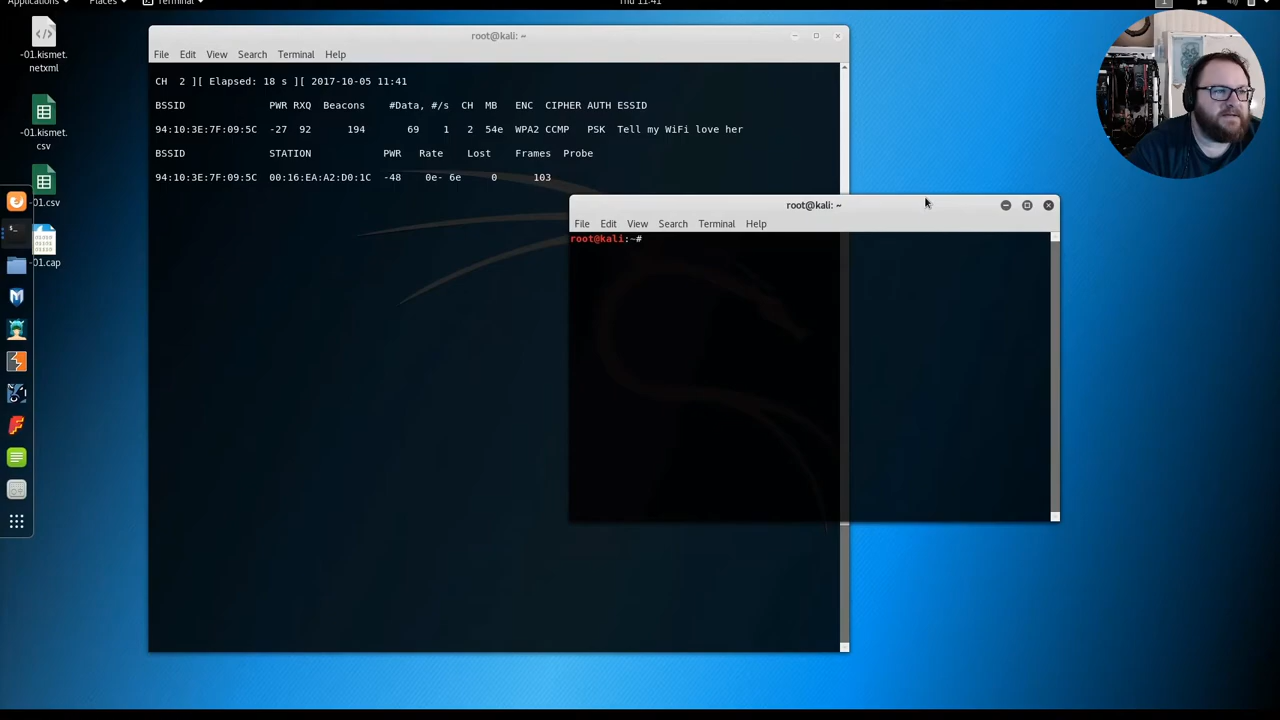 Applications
Places
Terminal
Thu 11:41
1
-01.kismet.
netxml
-01.kismet.
csv
-01.csv
-01.cap
root@kali: ~
File Edit View Search Terminal Help
CH 2 ][ Elapsed: 18 s ][ 2017-10-05 11:41
BSSID PWR RXQ Beacons #Data, #/s CH MB ENC CIPHER AUTH ESSID
94:10:3E:7F:09:5C -27 92 194 69 1 2 54e WPA2 CCMP PSK Tell my WiFi love her
BSSID STATION PWR Rate Lost Frames Probe
94:10:3E:7F:09:5C 00:16:EA:A2:D0:1C -48 0e- 6e 0 103
root@kali: ~
File Edit View Search Terminal Help
root@kali:~#